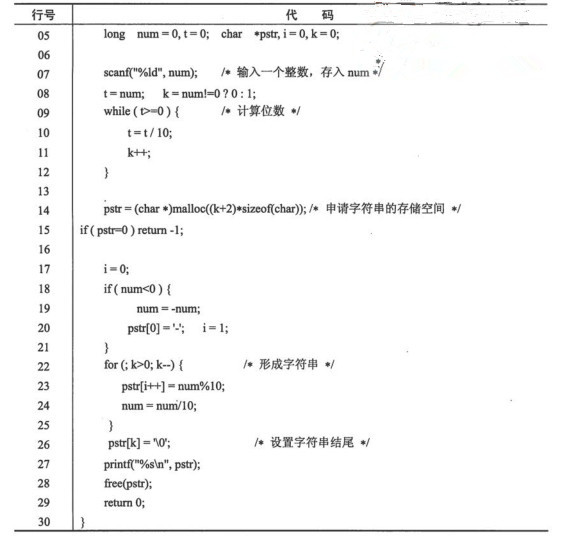 行号 代 码
05 long num = 0, t = 0; char *pstr, i = 0, k = 0;
06
07 scanf("%ld", num); /* 输入一个整数，存入 num */
08 t = num; k = num!=0 ? 0 : 1;
09 while ( t>=0 ) { /* 计算位数 */
10 t = t / 10;
11 k++;
12 }
13
14 pstr = (char *)malloc((k+2)*sizeof(char)); /* 申请字符串的存储空间 */
15 if ( pstr=0 ) return -1;
16
17 i = 0;
18 if ( num<0 ) {
19 num = -num;
20 pstr[0] = '-'; i = 1;
21 }
22 for (; k>0; k--) { /* 形成字符串 */
23 pstr[i++] = num%10;
24 num = num/10;
25 }
26 pstr[k] = '\0'; /* 设置字符串结尾 */
27 printf("%s\n", pstr);
28 free(pstr);
29 return 0;
30 }